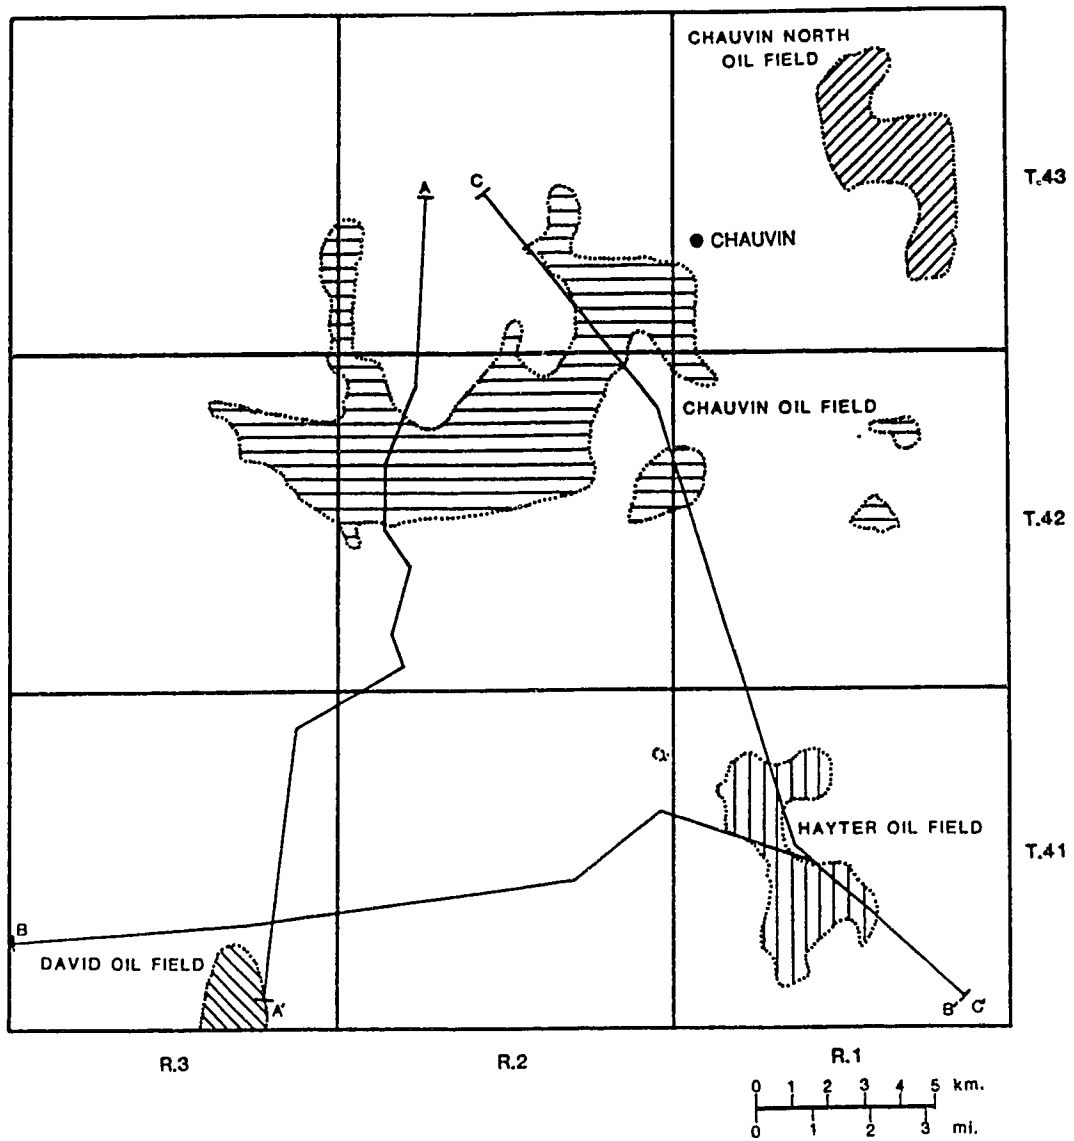 CHAUVIN NORTH
OIL FIELD
T.43
A
C
CHAUVIN
CHAUVIN OIL FIELD
T.42
HAYTER OIL FIELD
T.41
B
DAVID OIL FIELD
A'
B' C'
R.3
R.2
R.1
0 1 2 3 4 5 km.
0 1 2 3 mi.